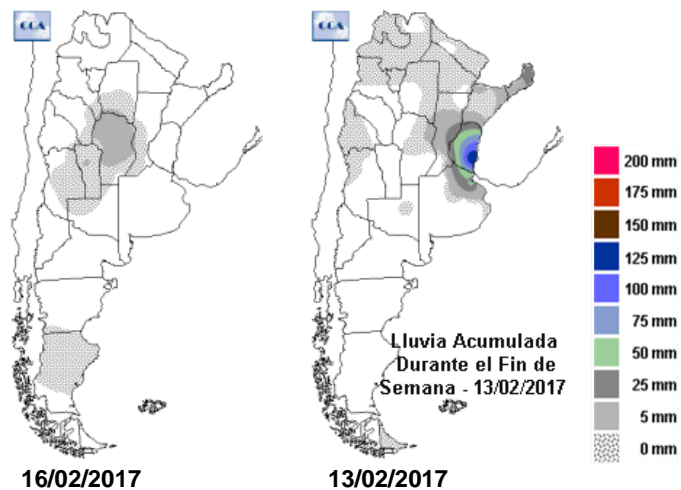 CCA
CCA
200 mm
175 mm
150 mm
125 mm
100 mm
75 mm
50 mm
25 mm
5 mm
0 mm
Lluvia Acumulada
Durante el Fin de
Semana - 13/02/2017
16/02/2017
13/02/2017